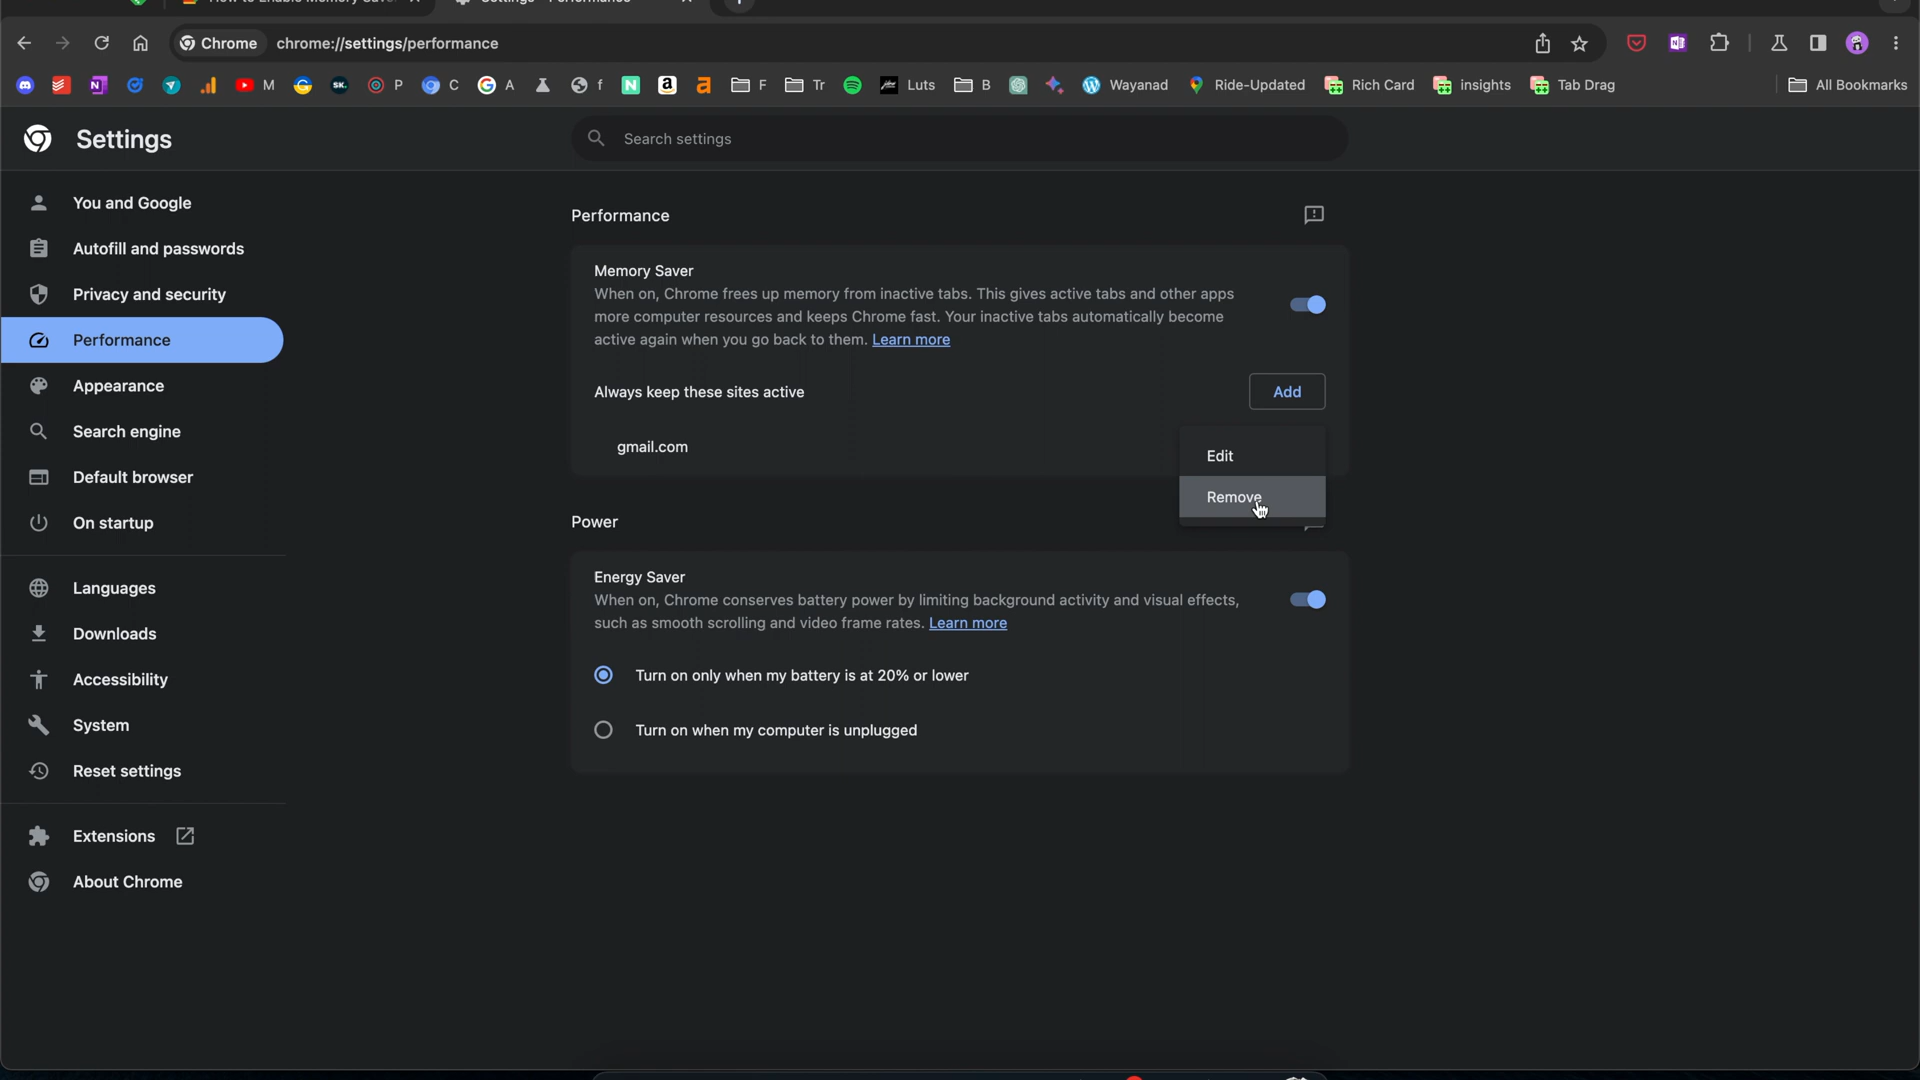 Chrome chrome://settings/performance
M SK. P C G A f N a a F Tr Luts B Wayanad Ride-Updated Rich Card insights Tab Drag All Bookmarks
Settings
Search settings
You and Google
Autofill and passwords
Privacy and security
Performance
Appearance
Search engine
Default browser
On startup
Languages
Downloads
Accessibility
System
Reset settings
Extensions
About Chrome
Performance
Memory Saver
When on, Chrome frees up memory from inactive tabs. This gives active tabs and other apps
more computer resources and keeps Chrome fast. Your inactive tabs automatically become
active again when you go back to them. Learn more
Always keep these sites active Add
gmail.com
Edit
Remove
Power
Energy Saver
When on, Chrome conserves battery power by limiting background activity and visual effects,
such as smooth scrolling and video frame rates. Learn more
Turn on only when my battery is at 20% or lower
Turn on when my computer is unplugged